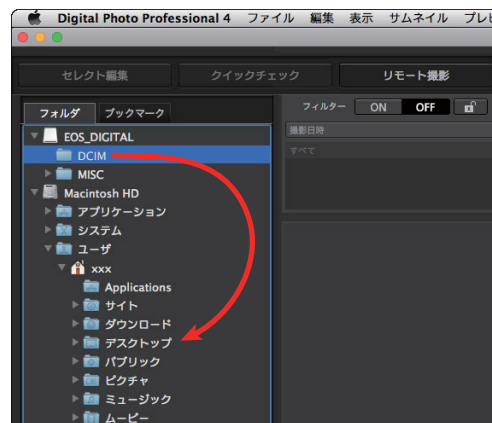 Digital Photo Professional 4 ファイル 編集 表示 サムネイル
セレクト編集 クイックチェック リモート撮影
フォルダ ブックマーク フィルター ON OFF
EOS_DIGITAL 撮影日時
DCIM すべて
MISC
Macintosh HD
アプリケーション
システム
ユーザ
xxx
Applications
サイト
ダウンロード
デスクトップ
パブリック
ピクチャ
ミュージック
ムービー